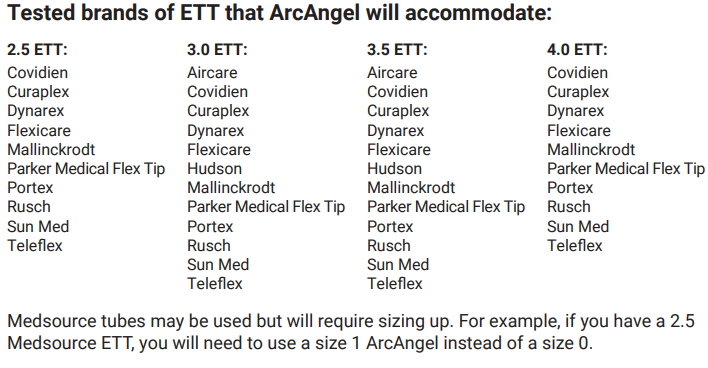 Tested brands of ETT that ArcAngel will accommodate:
2.5 ETT:
Covidien
Curaplex
Dynarex
Flexicare
Mallinckrodt
Parker Medical Flex Tip
Portex
Rusch
Sun Med
Teleflex
3.0 ETT:
Aircare
Covidien
Curaplex
Dynarex
Flexicare
Hudson
Mallinckrodt
Parker Medical Flex Tip
Portex
Rusch
Sun Med
Teleflex
3.5 ETT:
Aircare
Covidien
Curaplex
Dynarex
Flexicare
Hudson
Mallinckrodt
Parker Medical Flex Tip
Portex
Rusch
Sun Med
Teleflex
4.0 ETT:
Covidien
Curaplex
Dynarex
Flexicare
Mallinckrodt
Parker Medical Flex Tip
Portex
Rusch
Sun Med
Teleflex
Medsource tubes may be used but will require sizing up. For example, if you have a 2.5
Medsource ETT, you will need to use a size 1 ArcAngel instead of a size 0.